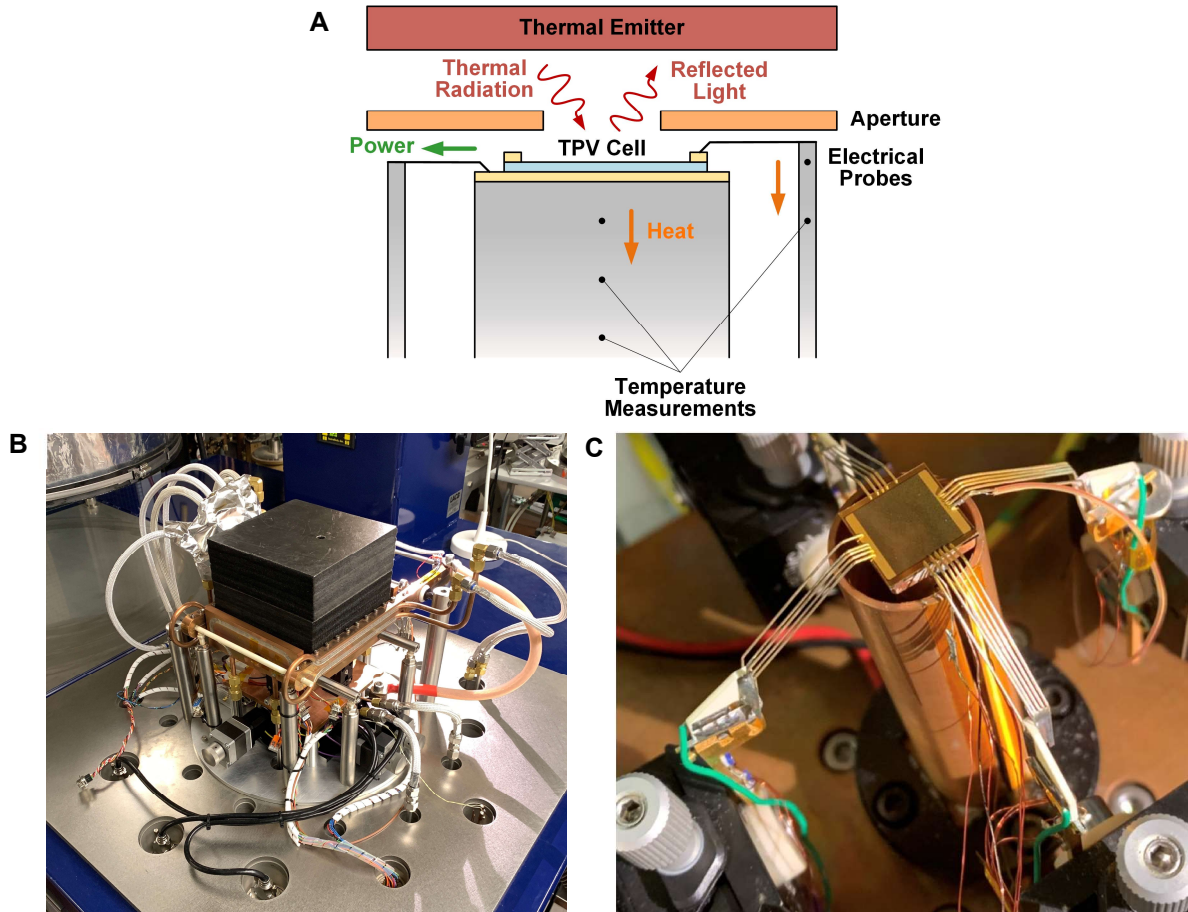 A
Thermal Emitter
Thermal
Radiation
Reflected
Light
Aperture
Power
TPV Cell
Electrical
Probes
Heat
Temperature
Measurements
B
C